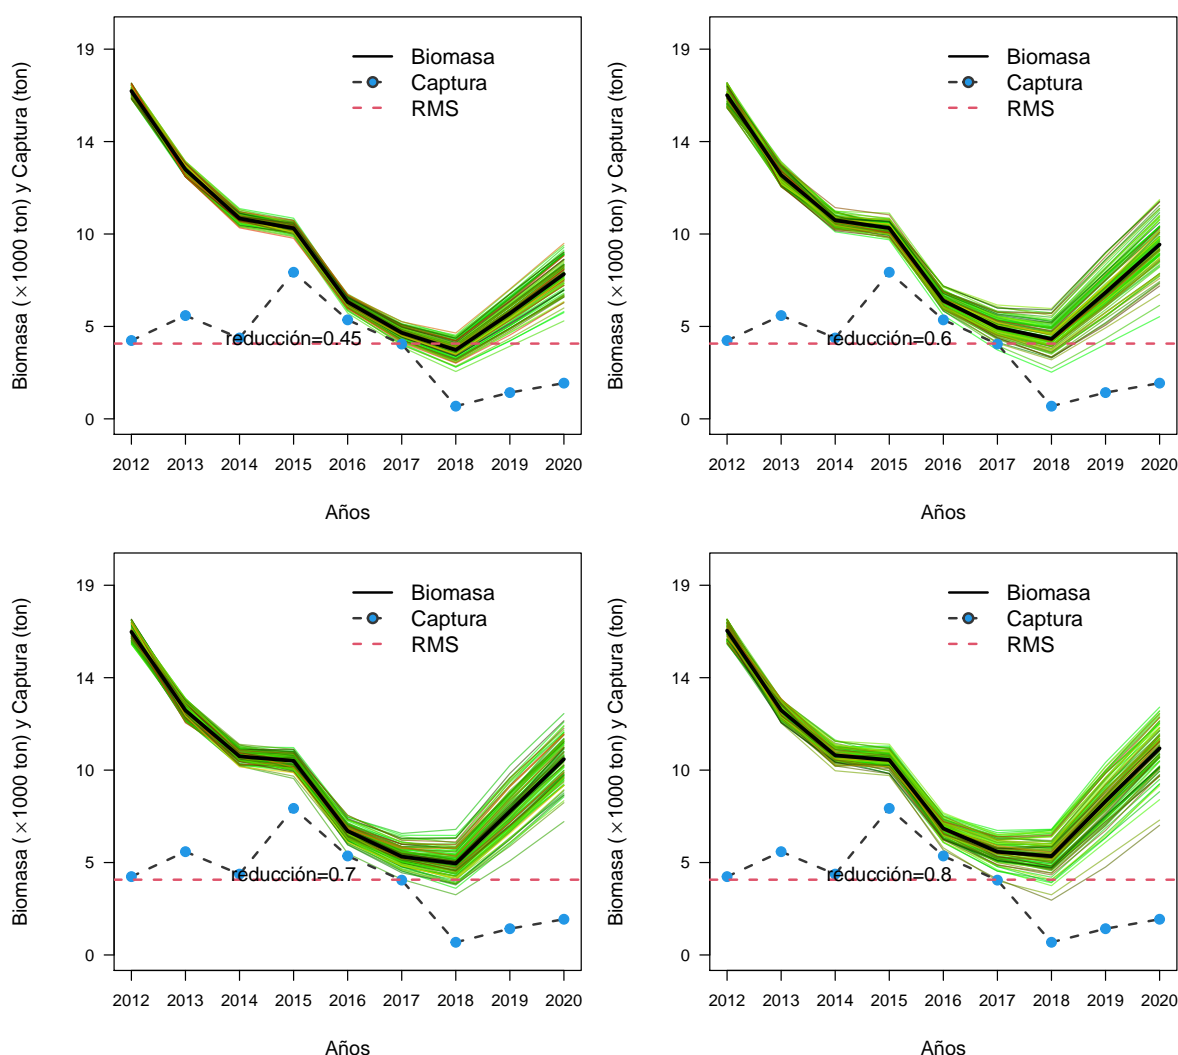 Biomasa (×1000 ton) y Captura (ton)
19
14
10
5
0
Biomasa
Captura
RMS
reducción=0.45
2012 2013 2014 2015 2016 2017 2018 2019 2020
Años
Biomasa (×1000 ton) y Captura (ton)
19
14
10
5
0
Biomasa
Captura
RMS
reducción=0.6
2012 2013 2014 2015 2016 2017 2018 2019 2020
Años
Biomasa (×1000 ton) y Captura (ton)
19
14
10
5
0
Biomasa
Captura
RMS
reducción=0.7
2012 2013 2014 2015 2016 2017 2018 2019 2020
Años
Biomasa (×1000 ton) y Captura (ton)
19
14
10
5
0
Biomasa
Captura
RMS
reducción=0.8
2012 2013 2014 2015 2016 2017 2018 2019 2020
Años